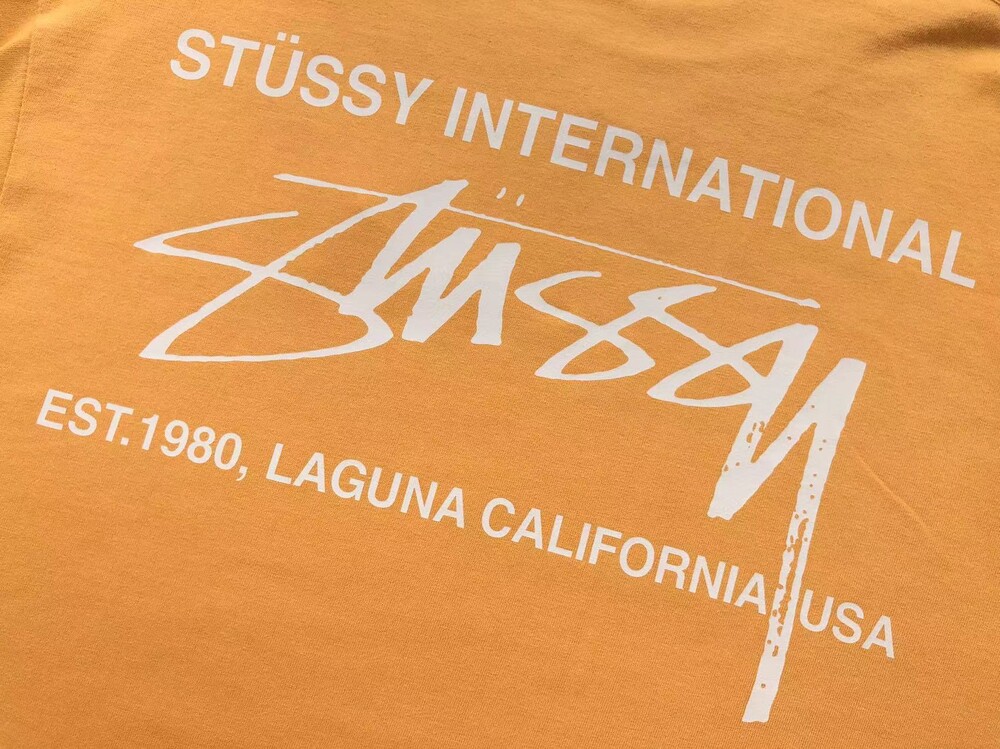 STÜSSY INTERNATIONAL
Stüssy
EST.1980, LAGUNA CALIFORNIA USA